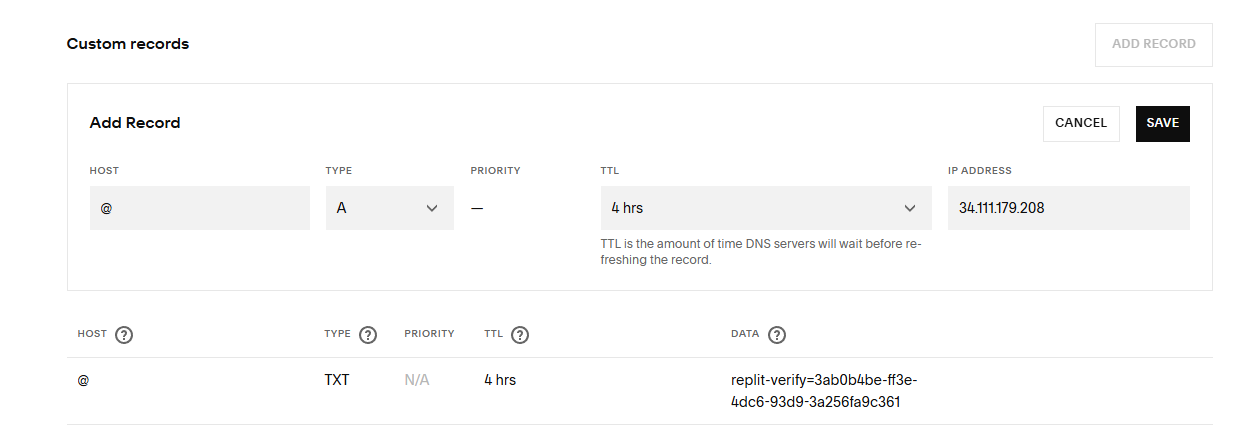 Custom records
ADD RECORD
Add Record
CANCEL
SAVE
HOST
TYPE
PRIORITY
TTL
IP ADDRESS
@
A
—
4 hrs
34.111.179.208
TTL is the amount of time DNS servers will wait before re-
freshing the record.
HOST ?
TYPE ?
PRIORITY
TTL ?
DATA ?
@
TXT
N/A
4 hrs
replit-verify=3ab0b4be-ff3e-
4dc6-93d9-3a256fa9c361